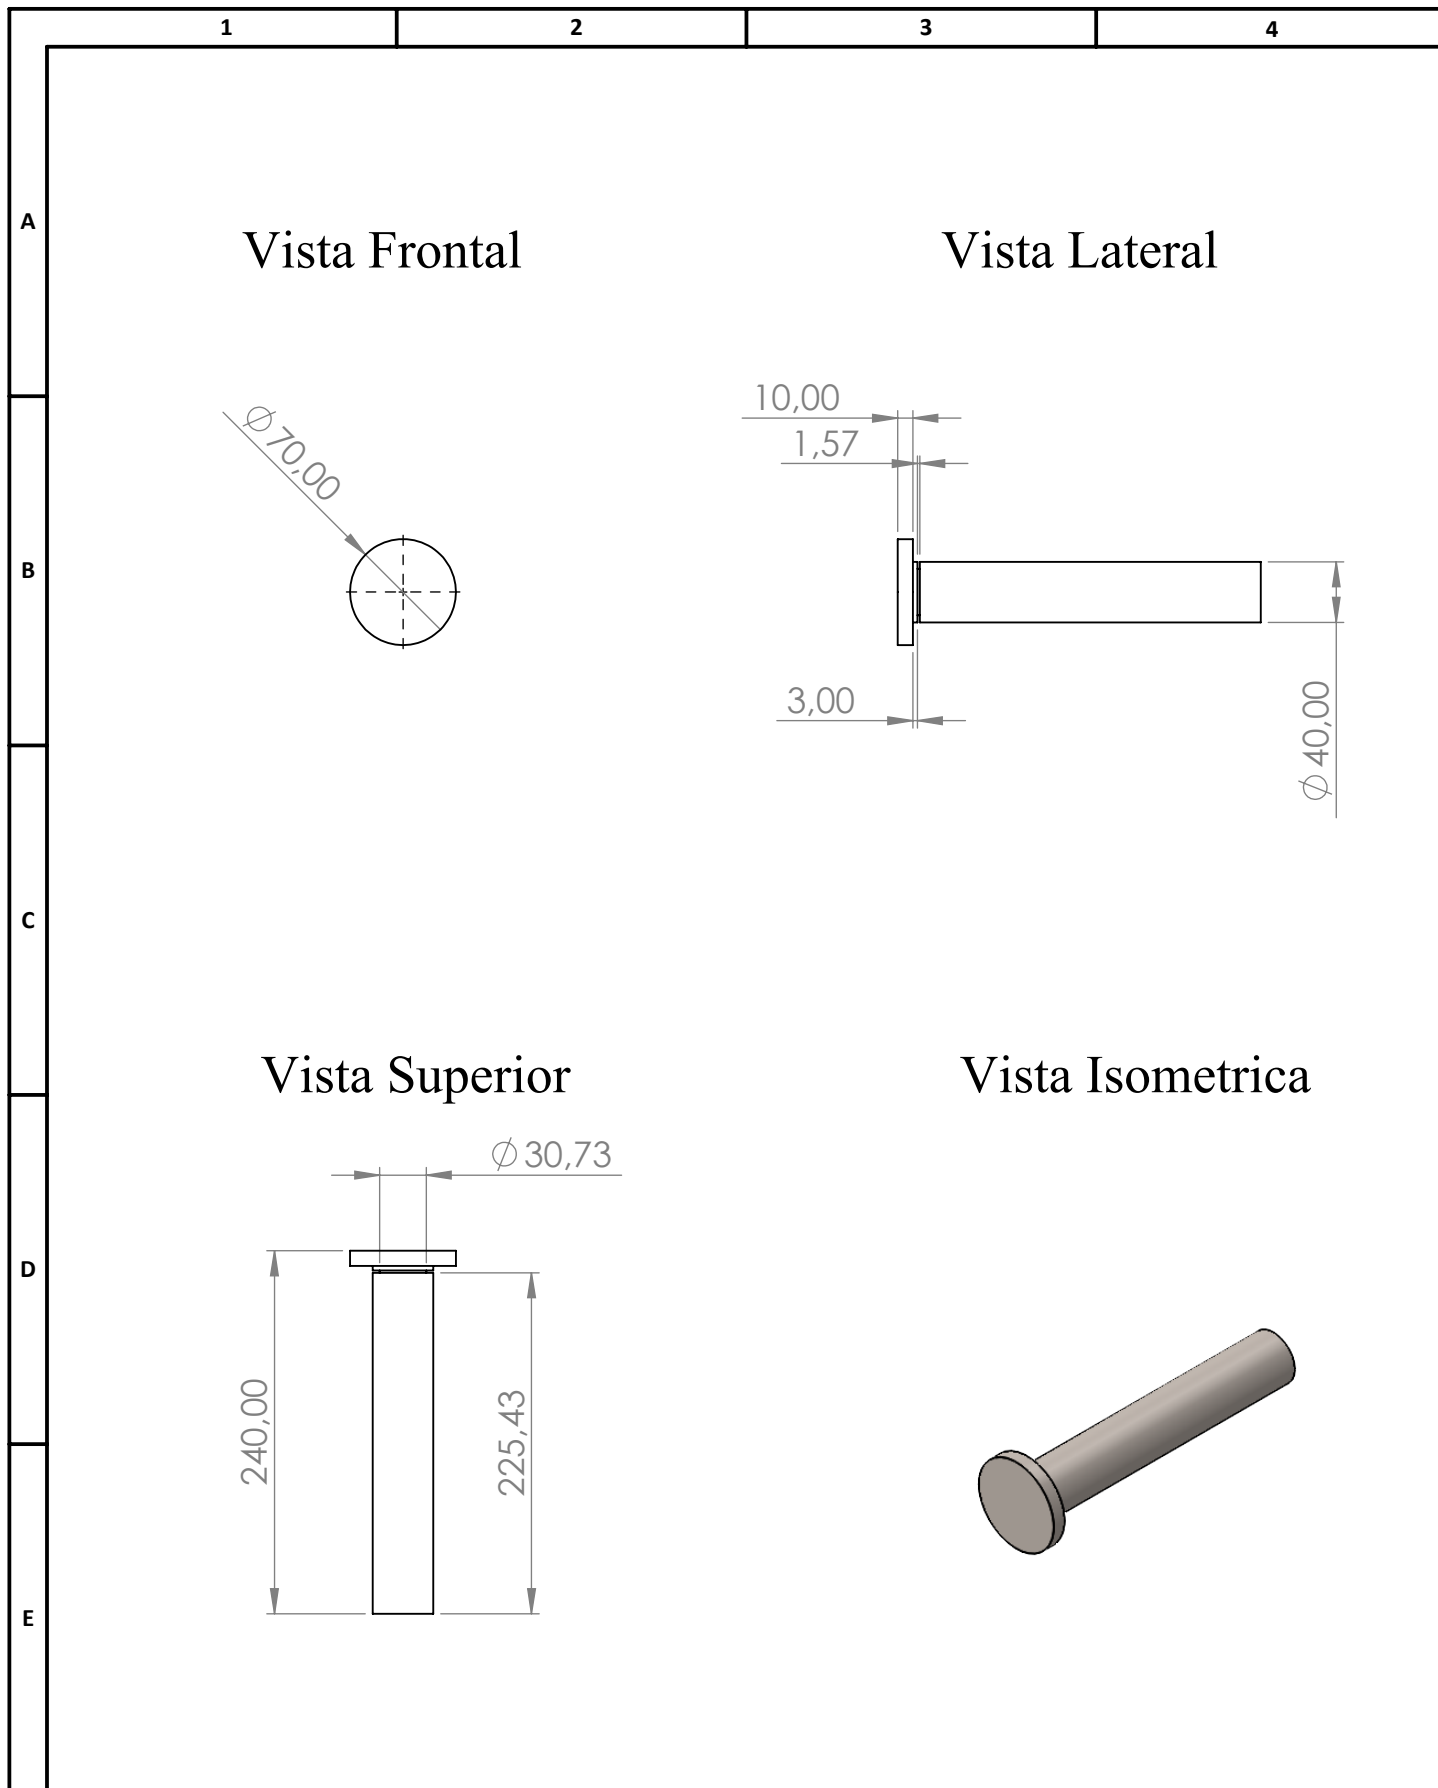 1 2 3 4
A
Vista Frontal Vista Lateral
B
⌀70,00
10,00
1,57
3,00
⌀ 40,00
C
Vista Superior Vista Isometrica
D
⌀30,73
240,00
225,43
E